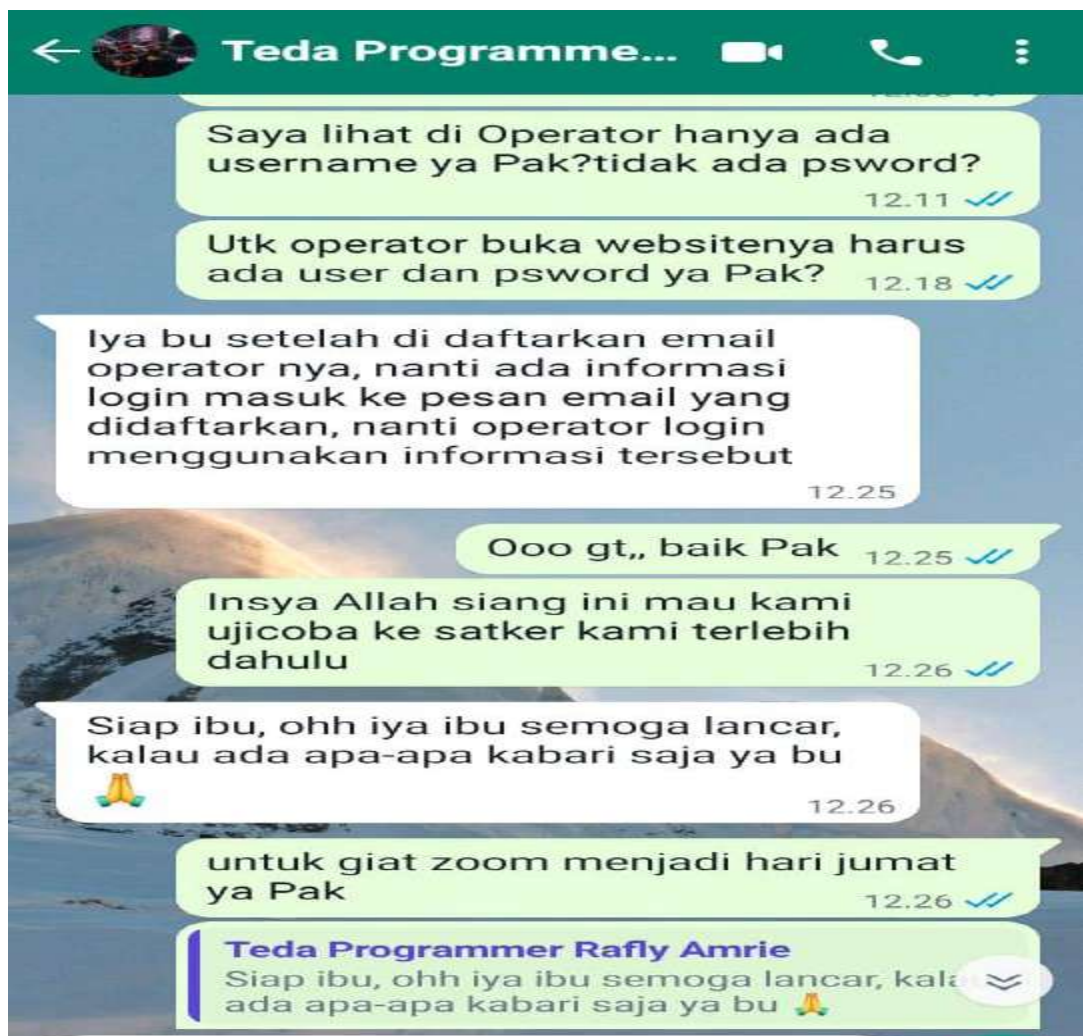 Teda Programme...
Saya lihat di Operator hanya ada
username ya Pak?tidak ada psword?
12.11
Utk operator buka websitenya harus
ada user dan psword ya Pak?
12.18
Iya bu setelah di daftarkan email
operator nya, nanti ada informasi
login masuk ke pesan email yang
didaftarkan, nanti operator login
menggunakan informasi tersebut
12.25
Ooo gt,, baik Pak
12.25
Insya Allah siang ini mau kami
ujicoba ke satker kami terlebih
dahulu
12.26
Siap ibu, ohh iya ibu semoga lancar,
kalau ada apa-apa kabari saja ya bu
🙏
12.26
untuk giat zoom menjadi hari jumat
ya Pak
12.26
Teda Programmer Rafly Amrie
Siap ibu, ohh iya ibu semoga lancar,
ada apa-apa kabari saja ya bu 🙏